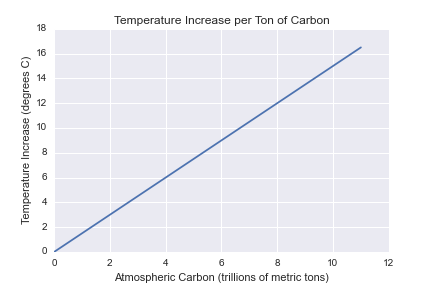 Temperature Increase per Ton of Carbon
18
16
14
12
10
8
6
4
2
0
Temperature Increase (degrees C)
0 2 4 6 8 10 12
Atmospheric Carbon (trillions of metric tons)